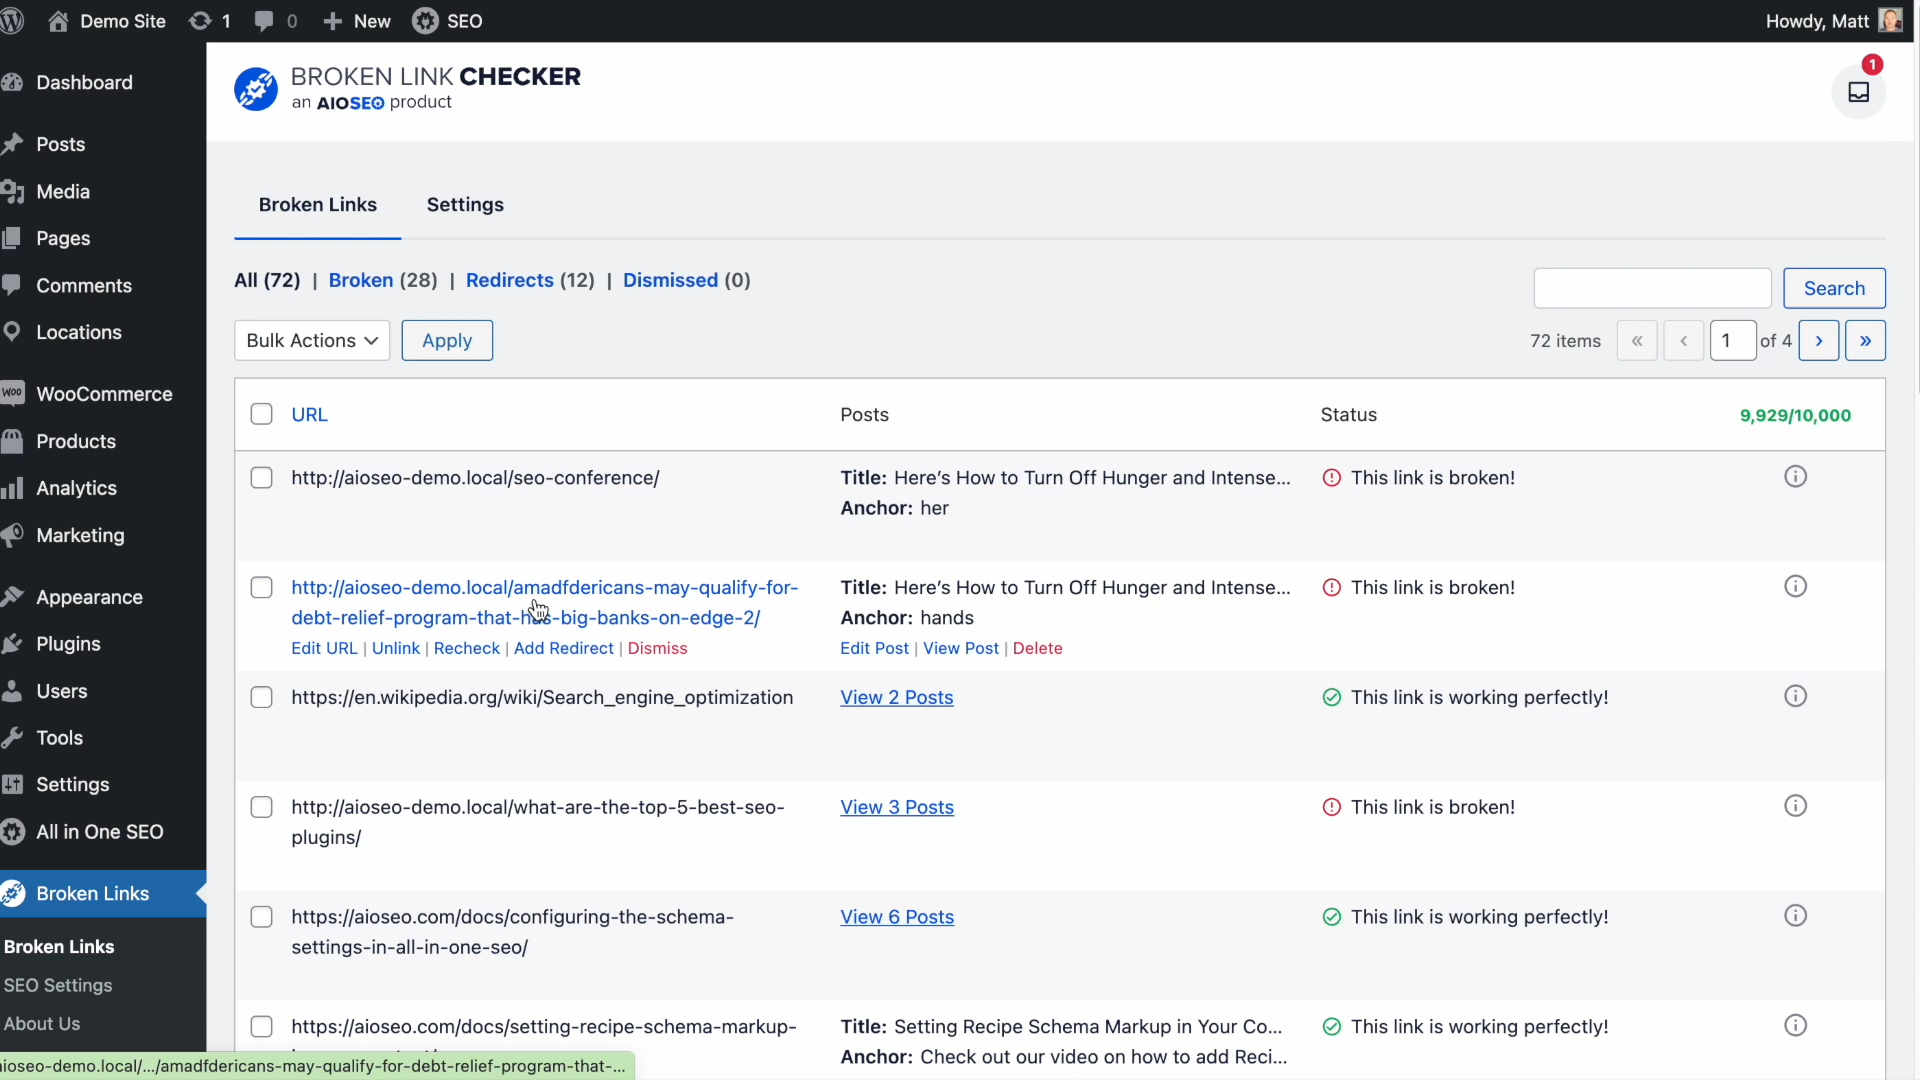 Demo Site 1 0 New SEO Howdy, Matt
Dashboard
Posts
Media
Pages
Comments
Locations
WooCommerce
Products
Analytics
Marketing
Appearance
Plugins
Users
Tools
Settings
All in One SEO
Broken Links
Broken Links
SEO Settings
About Us
BROKEN LINK CHECKER
an AIOSEO product
1
Broken Links Settings
All (72) | Broken (28) | Redirects (12) | Dismissed (0)
Search
Bulk Actions Apply
72 items « ‹ 1 of 4 › »
URL Posts Status 9,929/10,000
http://aioseo-demo.local/seo-conference/ Title: Here's How to Turn Off Hunger and Intense... This link is broken!
Anchor: her
http://aioseo-demo.local/amadfdericans-may-qualify-for- Title: Here's How to Turn Off Hunger and Intense... This link is broken!
debt-relief-program-that-has-big-banks-on-edge-2/ Anchor: hands
Edit URL | Unlink | Recheck | Add Redirect | Dismiss Edit Post | View Post | Delete
https://en.wikipedia.org/wiki/Search_engine_optimization View 2 Posts This link is working perfectly!
http://aioseo-demo.local/what-are-the-top-5-best-seo- View 3 Posts This link is broken!
plugins/
https://aioseo.com/docs/configuring-the-schema- View 6 Posts This link is working perfectly!
settings-in-all-in-one-seo/
https://aioseo.com/docs/setting-recipe-schema-markup- Title: Setting Recipe Schema Markup in Your Co... This link is working perfectly!
Anchor: Check out our video on how to add Reci...
aioseo-demo.local/.../amadfdericans-may-qualify-for-debt-relief-program-that-...